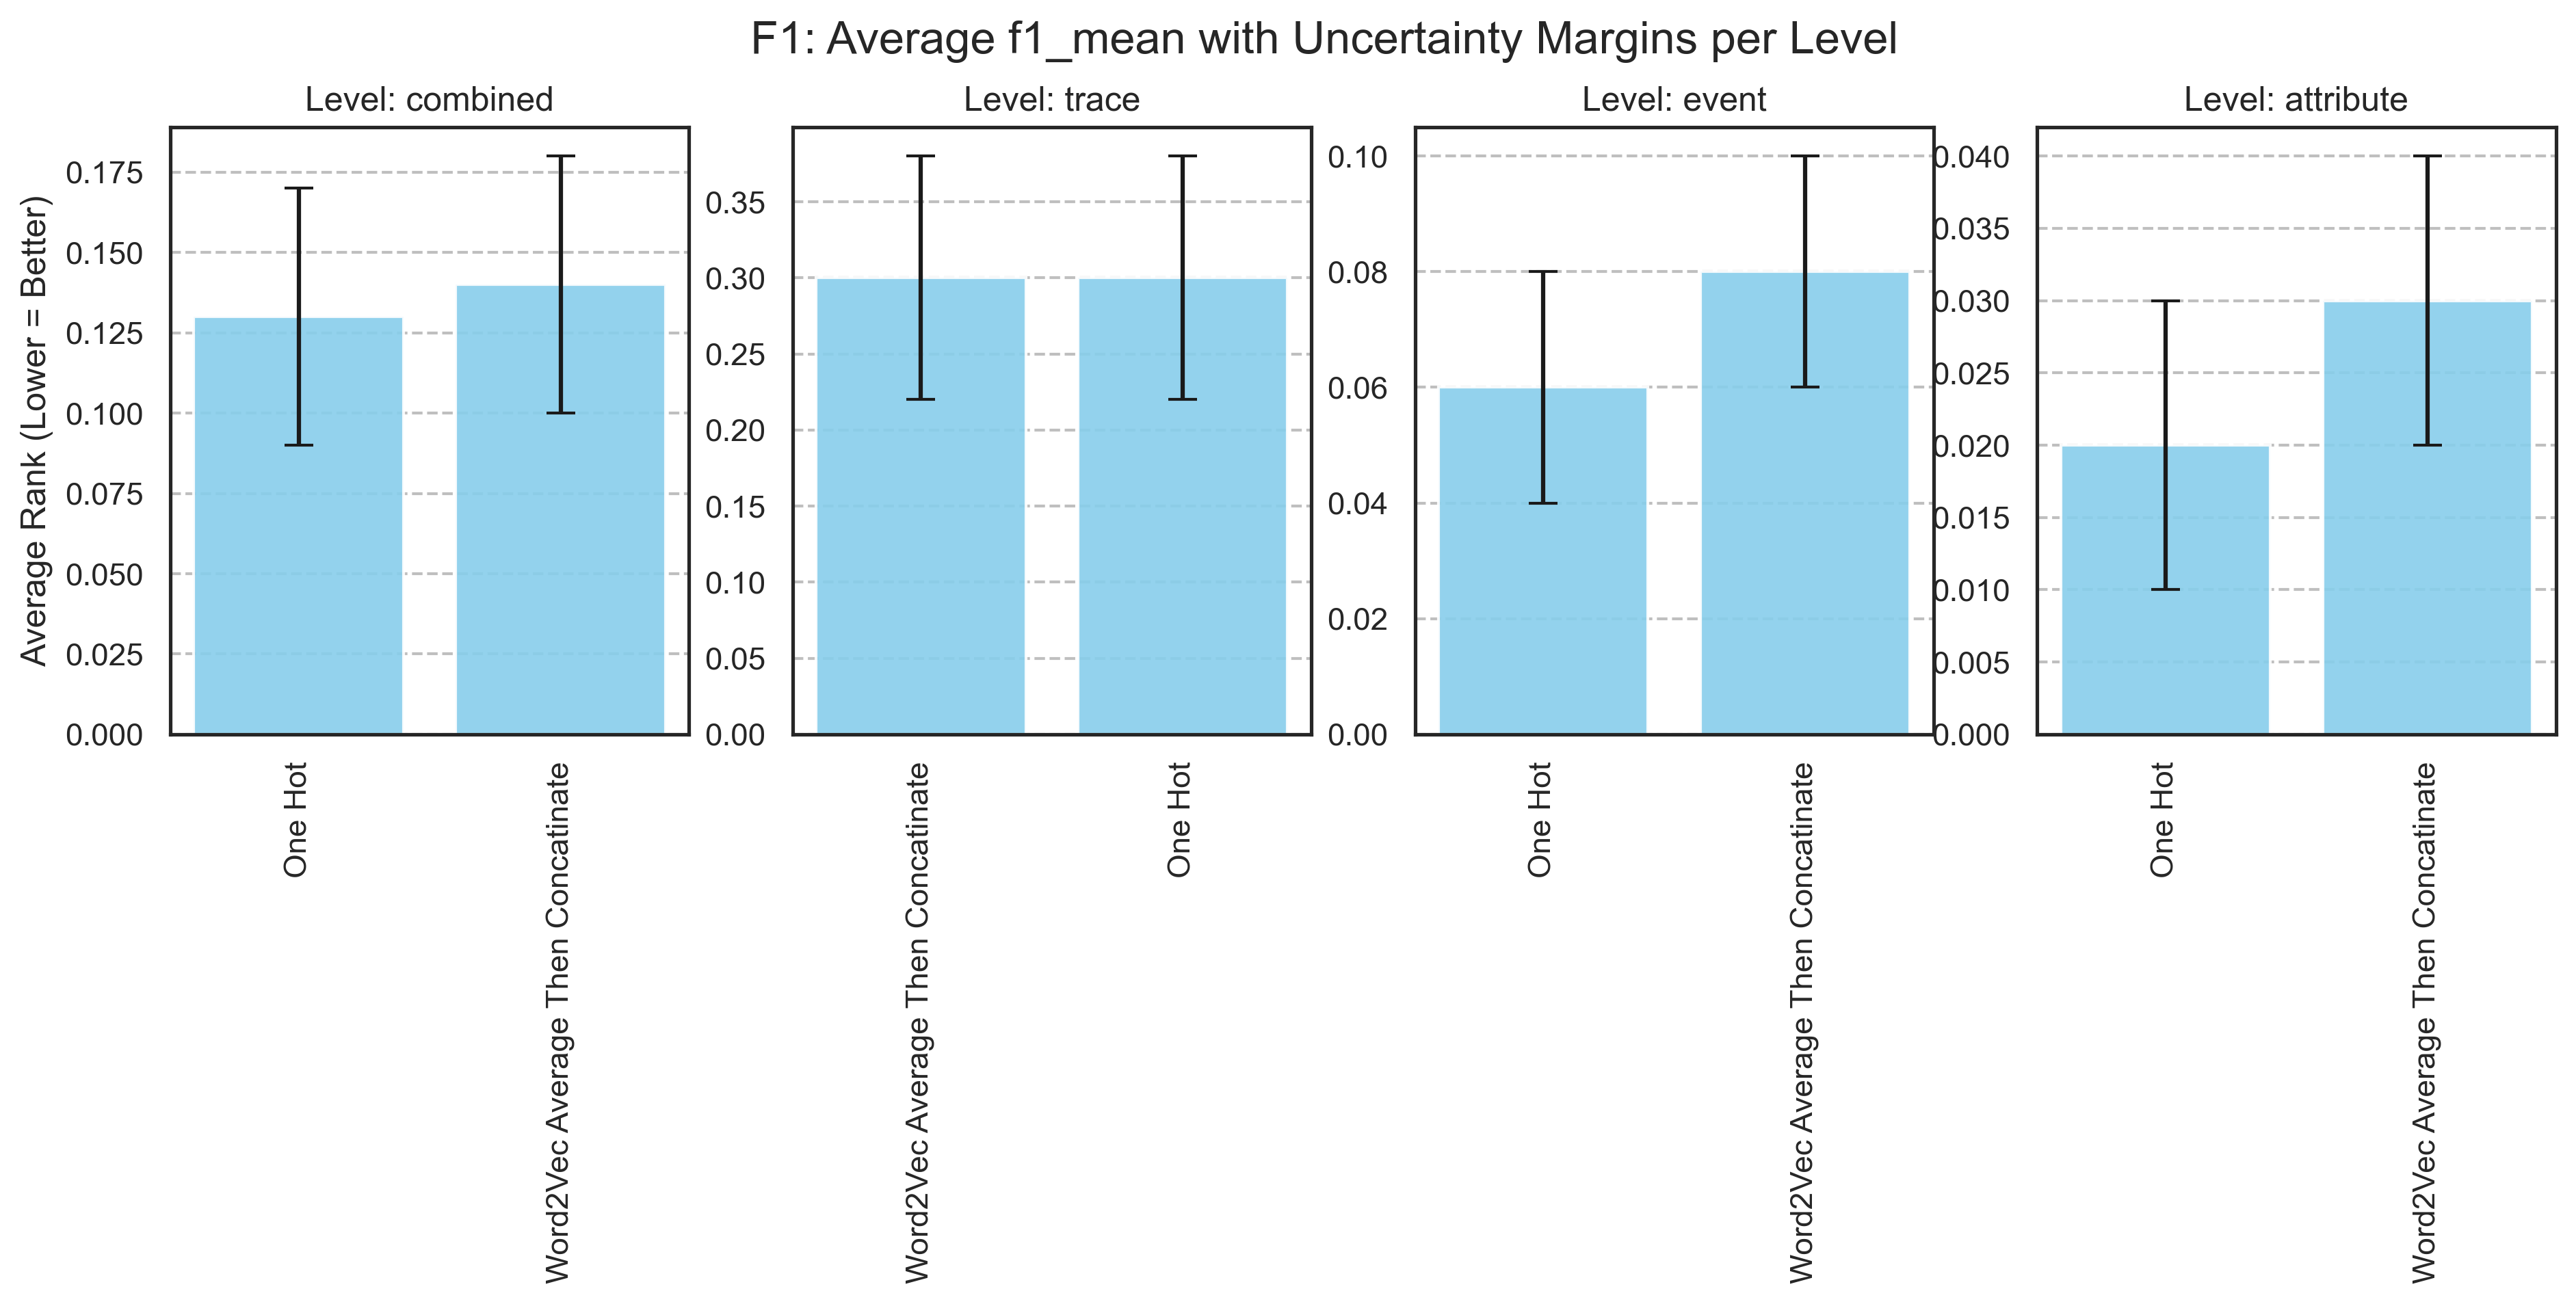 F1: Average f1_mean with Uncertainty Margins per Level
Level: combined
Average Rank (Lower = Better)
0.175
0.150
0.125
0.100
0.075
0.050
0.025
0.000
One Hot
Word2Vec Average Then Concatinate
Level: trace
0.35
0.30
0.25
0.20
0.15
0.10
0.05
0.00
Word2Vec Average Then Concatinate
One Hot
Level: event
0.10
0.08
0.06
0.04
0.02
0.00
One Hot
Word2Vec Average Then Concatinate
Level: attribute
0.040
0.035
0.030
0.025
0.020
0.015
0.010
0.005
0.000
One Hot
Word2Vec Average Then Concatinate